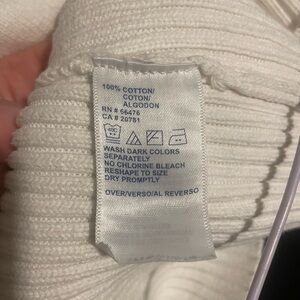 100% COTTON/
COTON/
ALGODON
RN # 66476
CA # 20781
WASH DARK COLORS
SEPARATELY
NO CHLORINE BLEACH
RESHAPE TO SIZE
DRY PROMPTLY
OVER/VERSO/AL REVERSO